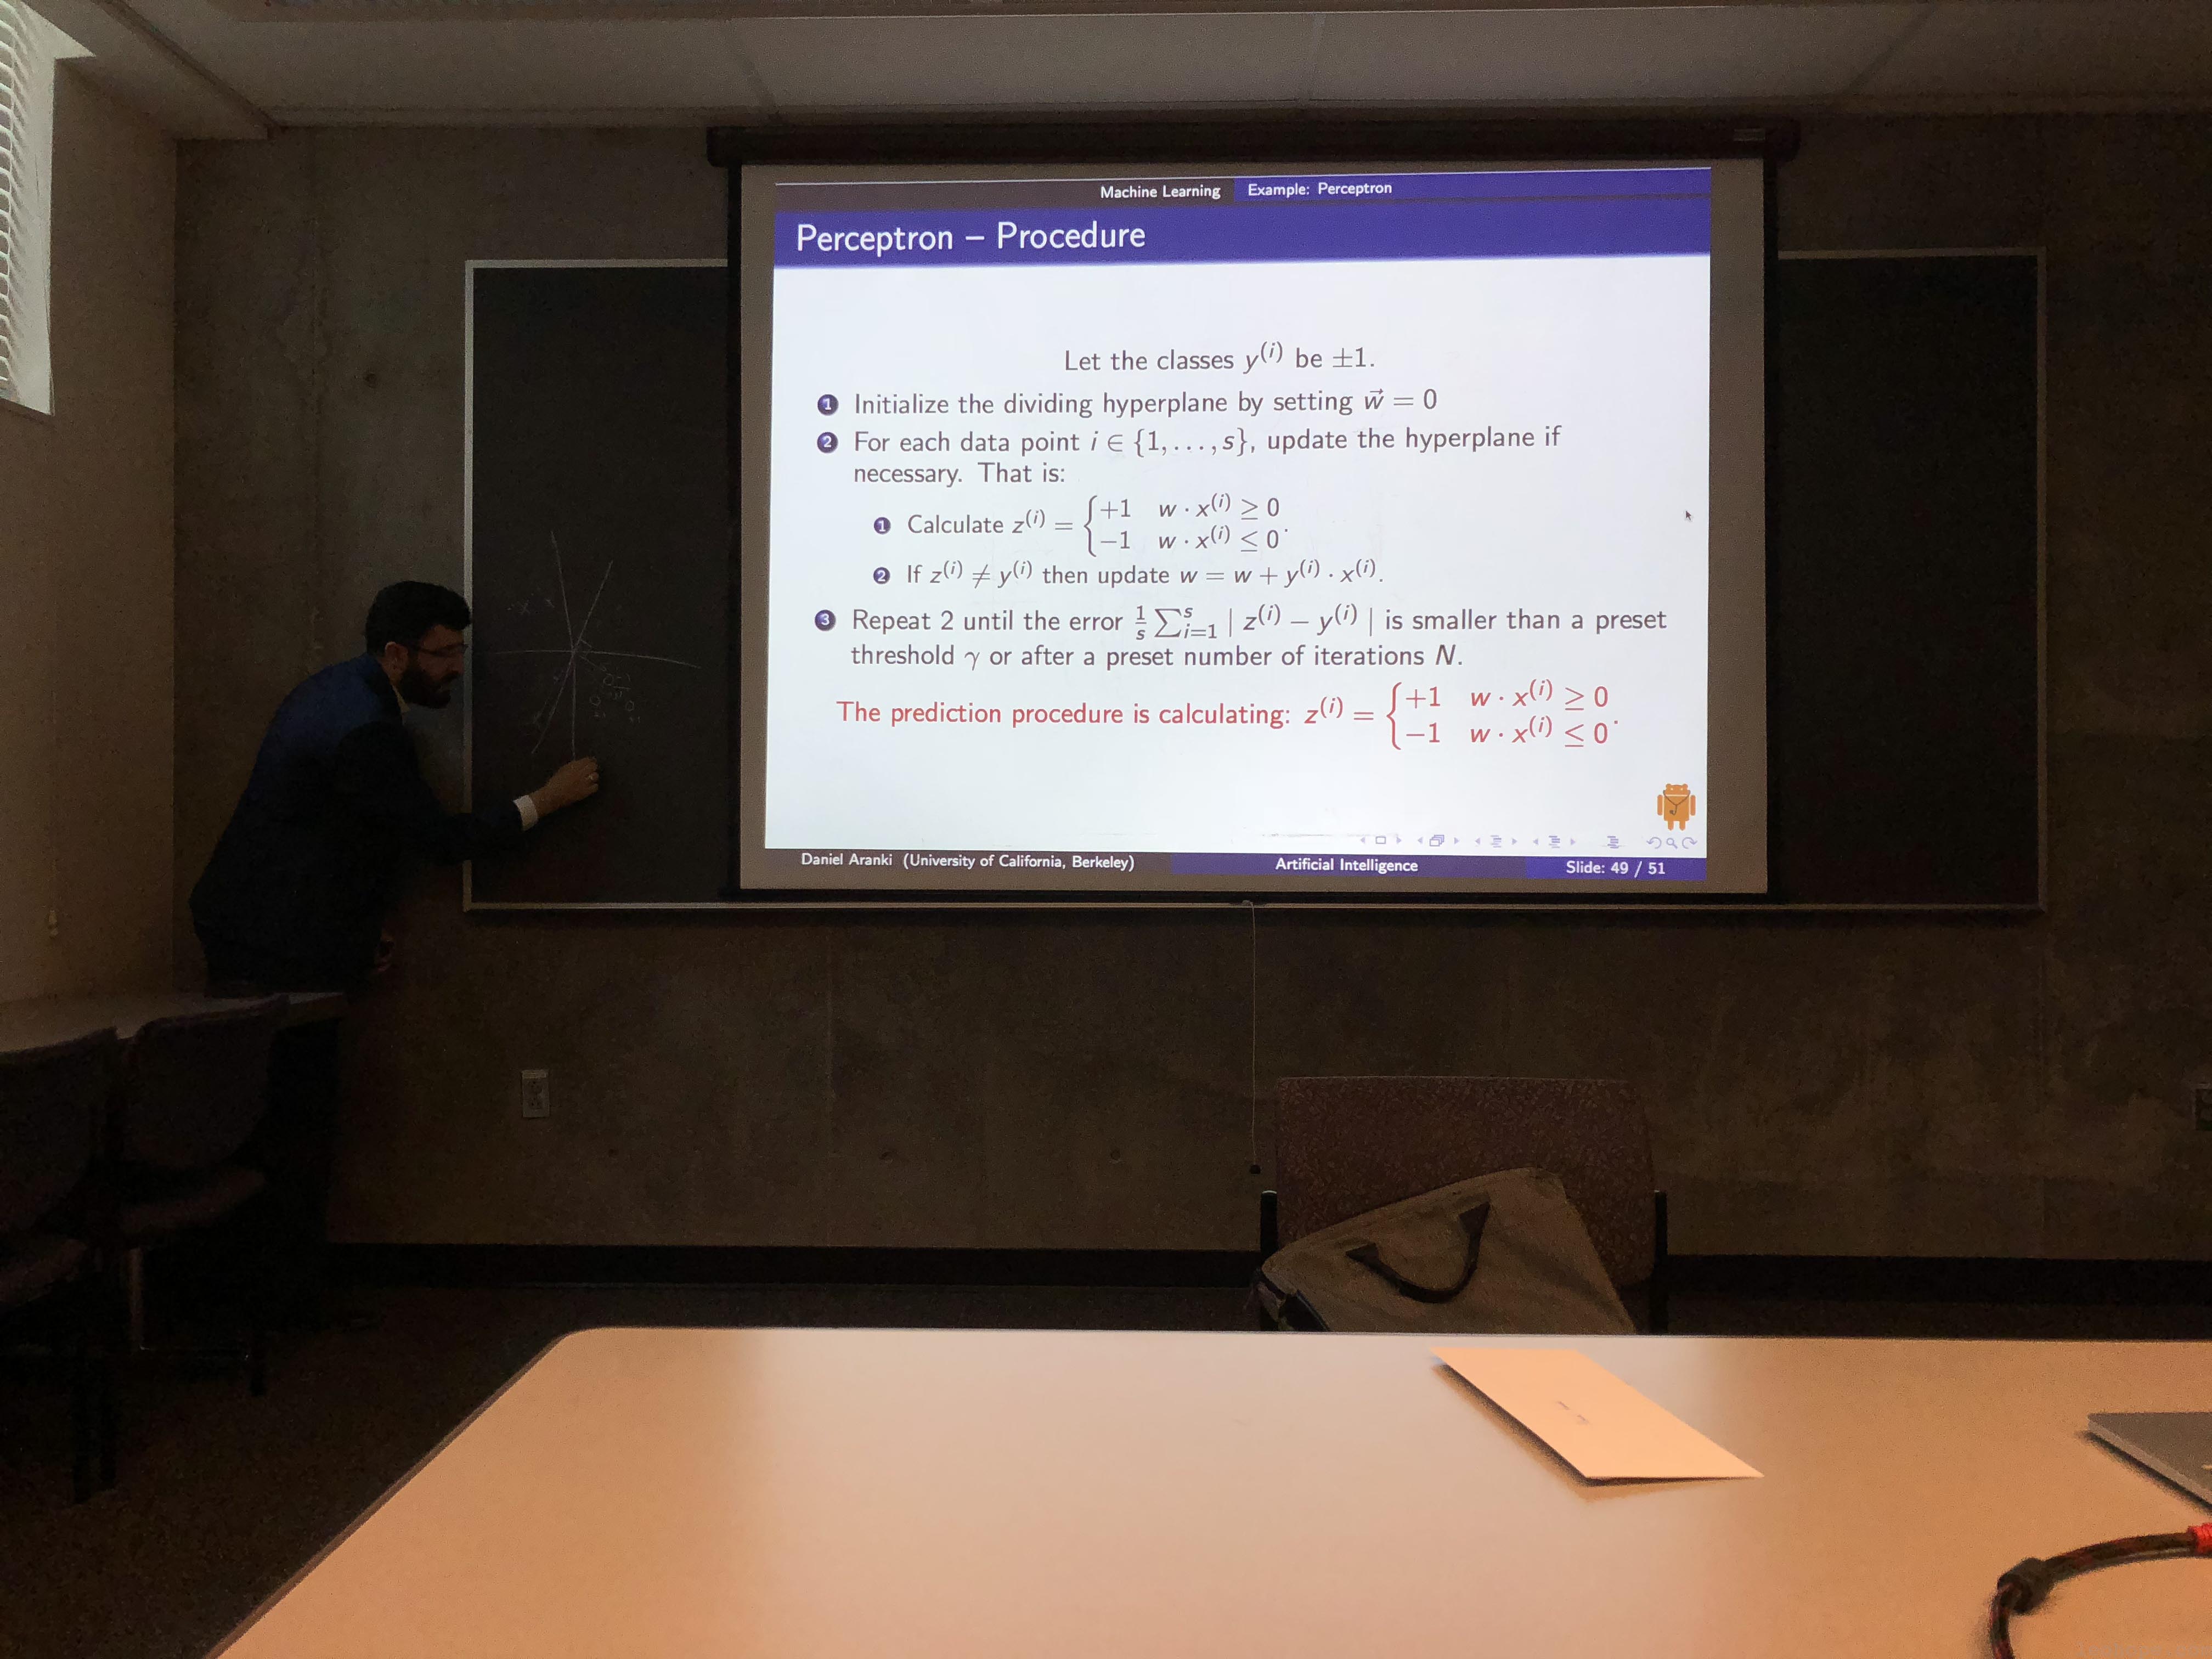 Machine Learning Example: Perceptron
Perceptron – Procedure
Let the classes y⁽ⁱ⁾ be ±1.
1 Initialize the dividing hyperplane by setting w⃗ = 0
2 For each data point i ∈ {1, . . . , s}, update the hyperplane if
necessary. That is:
1 Calculate z⁽ⁱ⁾ = { +1 w · x⁽ⁱ⁾ ≥ 0
−1 w · x⁽ⁱ⁾ ≤ 0 .
2 If z⁽ⁱ⁾ ≠ y⁽ⁱ⁾ then update w = w + y⁽ⁱ⁾ · x⁽ⁱ⁾.
3 Repeat 2 until the error 1/s ∑ˢᵢ₌₁ | z⁽ⁱ⁾ − y⁽ⁱ⁾ | is smaller than a preset
threshold γ or after a preset number of iterations N.
The prediction procedure is calculating: z⁽ⁱ⁾ = { +1 w · x⁽ⁱ⁾ ≥ 0
−1 w · x⁽ⁱ⁾ ≤ 0 .
Daniel Aranki (University of California, Berkeley) Artificial Intelligence Slide: 49 / 51